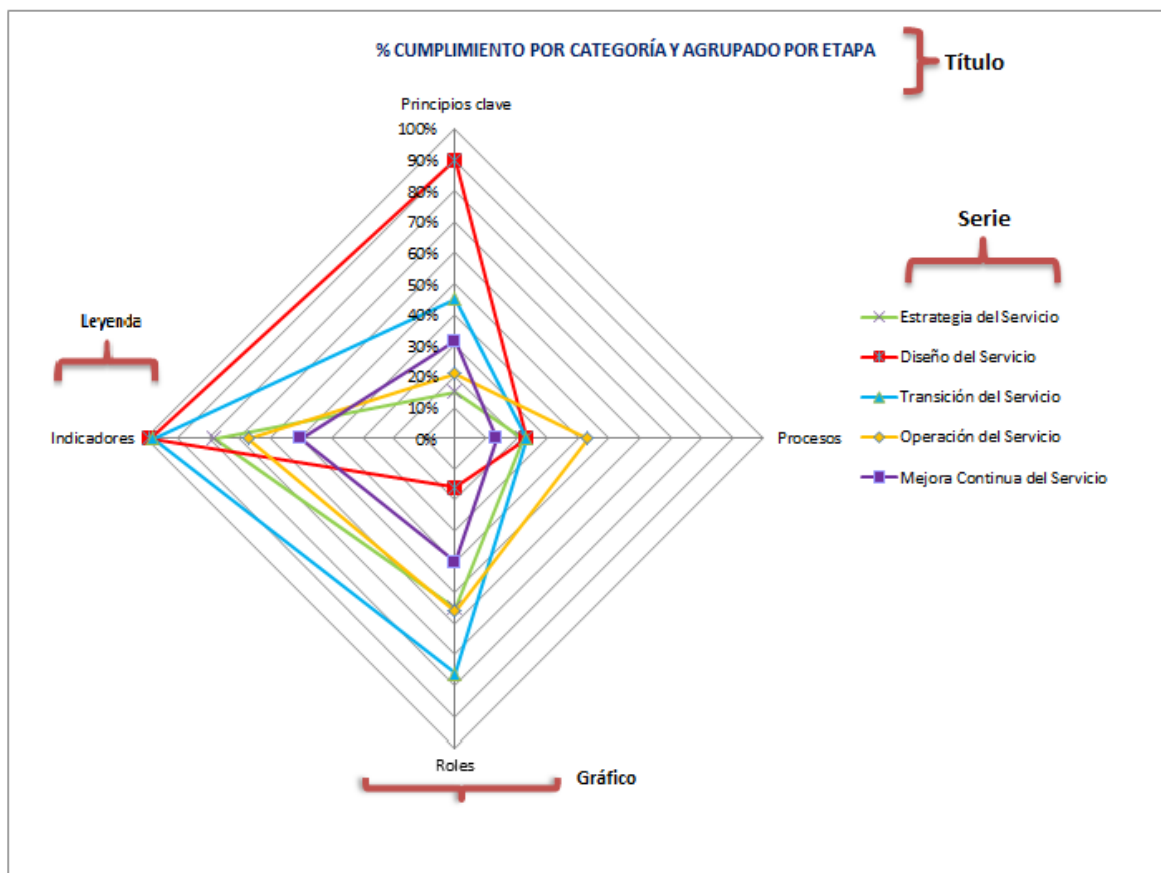 % CUMPLIMIENTO POR CATEGORÍA Y AGRUPADO POR ETAPA
Título
Principios clave
100%
90%
80%
70%
60%
50%
40%
30%
20%
10%
0%
Serie
Leyenda
Estrategia del Servicio
Diseño del Servicio
Transición del Servicio
Indicadores
Procesos
Operación del Servicio
Mejora Continua del Servicio
Roles
Gráfico